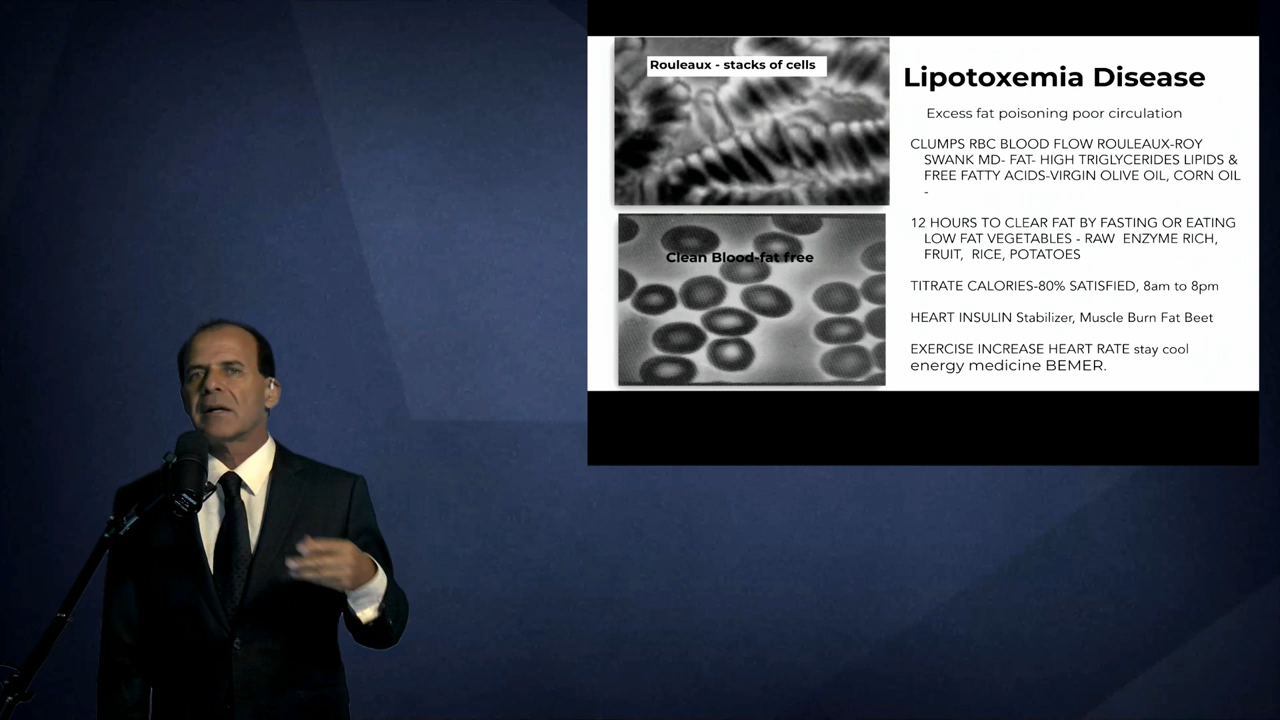 Rouleaux - stacks of cells
Clean Blood-fat free
Lipotoxemia Disease
Excess fat poisoning poor circulation
CLUMPS RBC BLOOD FLOW ROULEAUX-ROY
SWANK MD- FAT- HIGH TRIGLYCERIDES LIPIDS &
FREE FATTY ACIDS-VIRGIN OLIVE OIL, CORN OIL
-
12 HOURS TO CLEAR FAT BY FASTING OR EATING
LOW FAT VEGETABLES - RAW ENZYME RICH,
FRUIT, RICE, POTATOES
TITRATE CALORIES-80% SATISFIED, 8am to 8pm
HEART INSULIN Stabilizer, Muscle Burn Fat Beet
EXERCISE INCREASE HEART RATE stay cool
energy medicine BEMER.